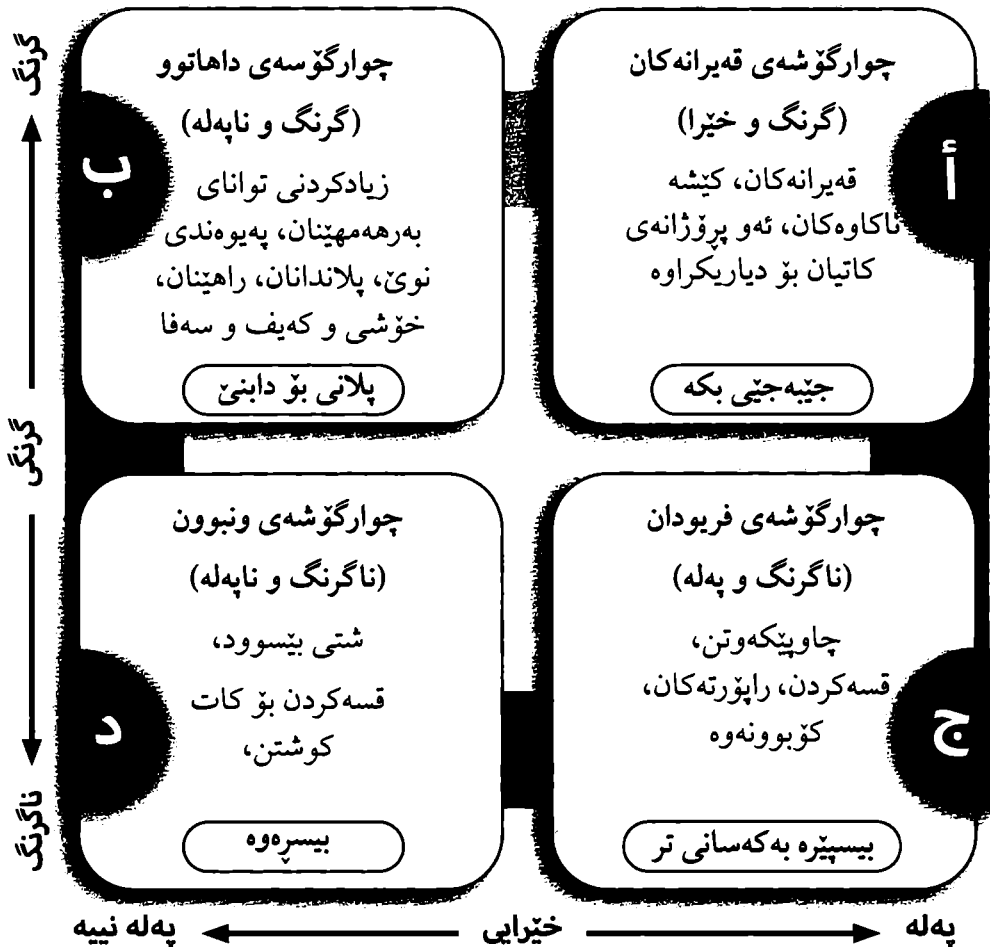 گرنگ
گرنگی
ناگرنگ
أ
چوارگۆشەی قەیرانەکان
(گرنگ و خێرا)
قەیرانەکان، کێشە
ناکاوەکان، ئەو پڕۆژانەی
کاتیان بۆ دیاریکراوە
جێبەجێی بکە
ب
چوارگۆسەی داهاتوو
(گرنگ و ناپەلە)
زیادکردنی توانای
بەرهەمهێنان، پەیوەندی
نوێ، پلاندانان، راهێنان،
خۆشی و کەیف و سەفا
پلانی بۆ دابنێ
ج
چوارگۆشەی فریودان
(ناگرنگ و پەلە)
چاوپێکەوتن،
قسەکردن، راپۆرتەکان،
کۆبوونەوە
بیسپێرە بەکەسانی تر
د
چوارگۆشەی ونبوون
(ناگرنگ و ناپەلە)
شتی بێسوود،
قسەکردن بۆ کات
کوشتن،
بیسڕەوە
پەلە
خێرایی
پەلە نییە